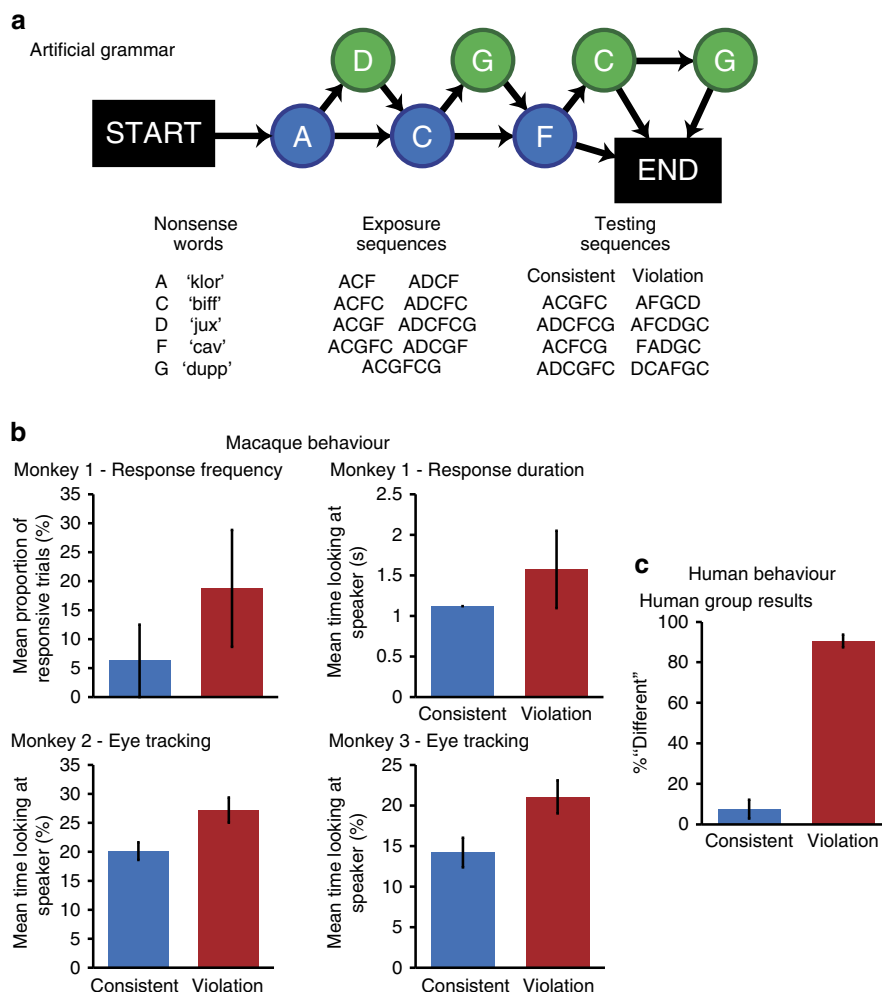 a
Artificial grammar
D G C G
START A C F END
Nonsense words
Exposure sequences
Testing sequences
Consistent Violation
A 'klor' ACF ADCF ACGFC AFGCD
C 'biff' ACFC ADCFC ADCFCG AFCDGC
D 'jux' ACGF ADCFCG ACFCG FADGC
F 'cav' ACGFC ADCGF ADCGFC DCAFGC
G 'dupp' ACGFCG
b
Macaque behaviour
Monkey 1 - Response frequency
Mean proportion of responsive trials (%)
35
30
25
20
15
10
5
0
Monkey 1 - Response duration
Mean time looking at speaker (s)
2.5
2
1.5
1
0.5
0
Consistent Violation
Monkey 2 - Eye tracking
Mean time looking at speaker (%)
35
30
25
20
15
10
5
0
Consistent Violation
Monkey 3 - Eye tracking
Mean time looking at speaker (%)
25
20
15
10
5
0
Consistent Violation
c
Human behaviour
Human group results
%"Different"
100
80
60
40
20
0
Consistent Violation